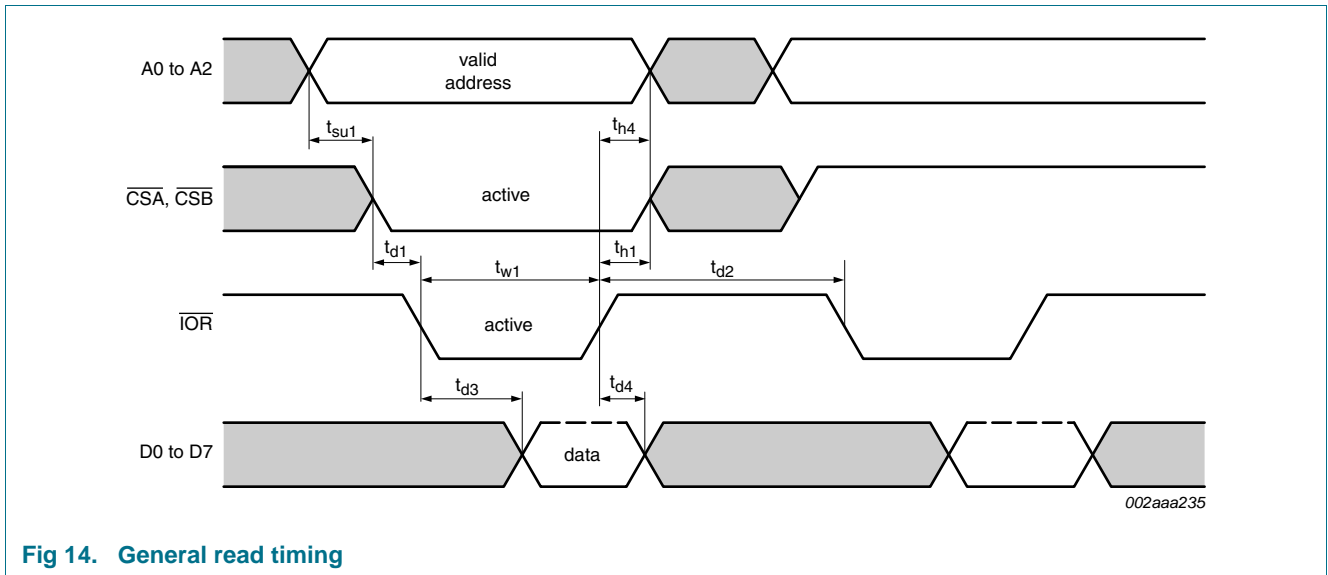 A0 to A2
valid
address
tsu1
th4
CSA, CSB
active
td1
tw1
th1
td2
IOR
active
td3
td4
D0 to D7
data
002aaa235
Fig 14. General read timing